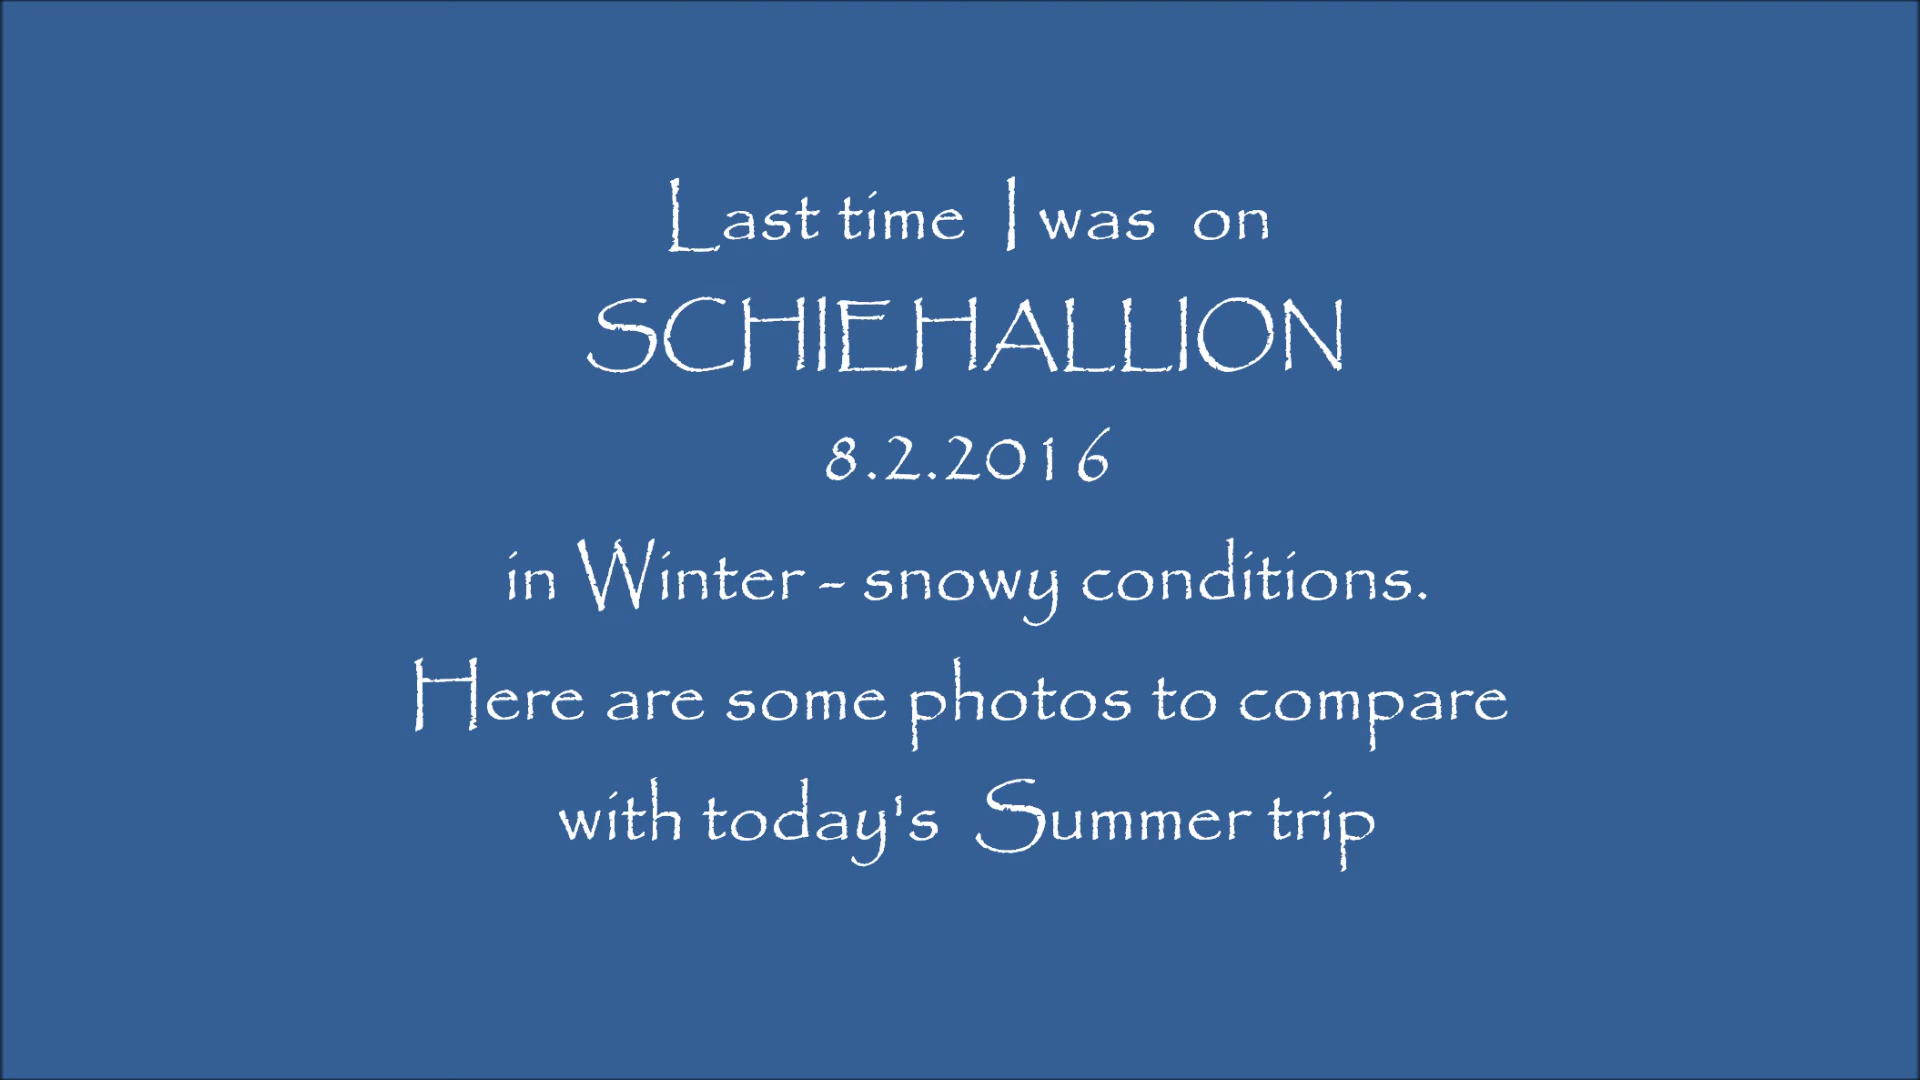 Last time I was on
SCHIEHALLION
8.2.2016
in Winter - snowy conditions.
Here are some photos to compare
with today's Summer trip